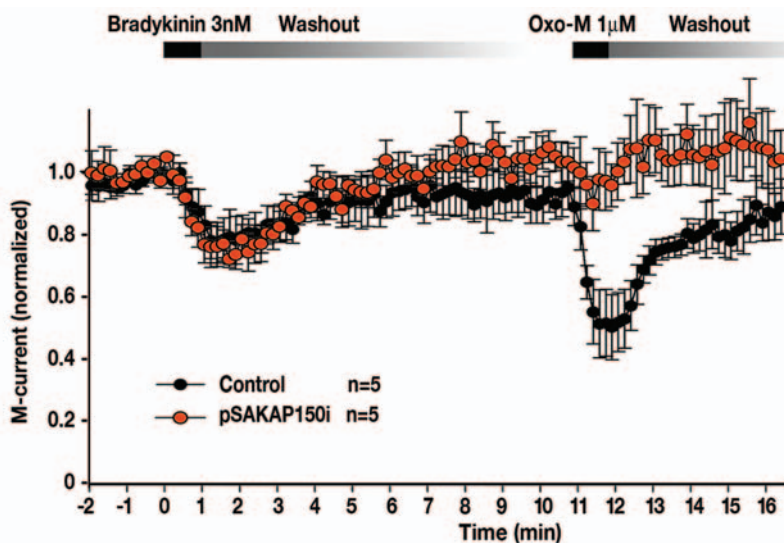 Bradykinin 3nM Washout Oxo-M 1μM Washout
M-current (normalized)
1.0
0.8
0.6
0.4
0.2
0
Control n=5
pSAKAP150i n=5
-2 -1 0 1 2 3 4 5 6 7 8 9 10 11 12 13 14 15 16
Time (min)